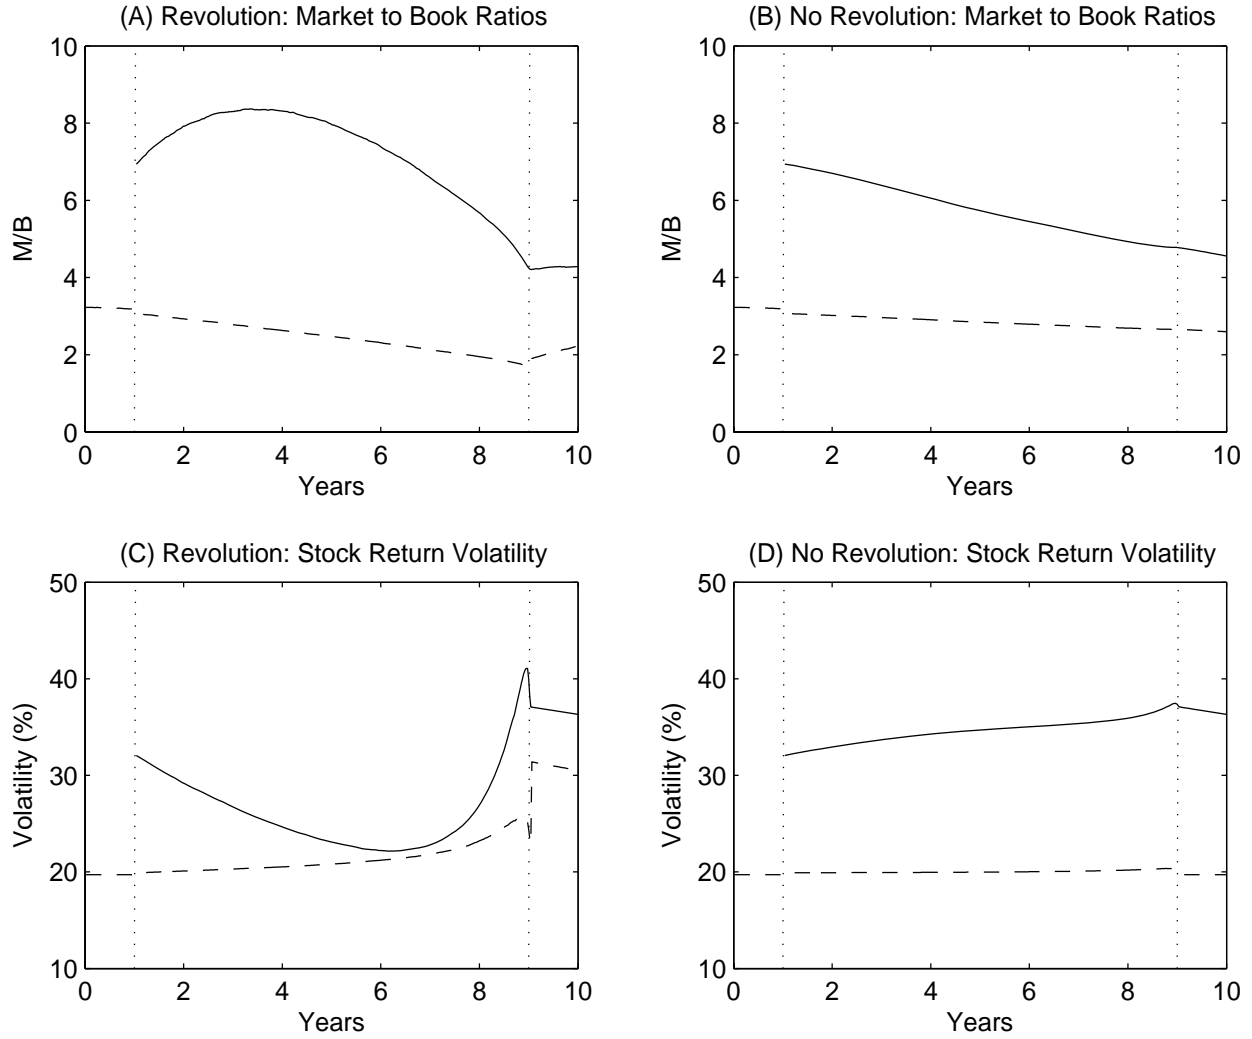 (A) Revolution: Market to Book Ratios
10
8
6
4
2
0
M/B
0 2 4 6 8 10
Years
(B) No Revolution: Market to Book Ratios
10
8
6
4
2
0
M/B
0 2 4 6 8 10
Years
(C) Revolution: Stock Return Volatility
50
40
30
20
10
Volatility (%)
0 2 4 6 8 10
Years
(D) No Revolution: Stock Return Volatility
50
40
30
20
10
Volatility (%)
0 2 4 6 8 10
Years